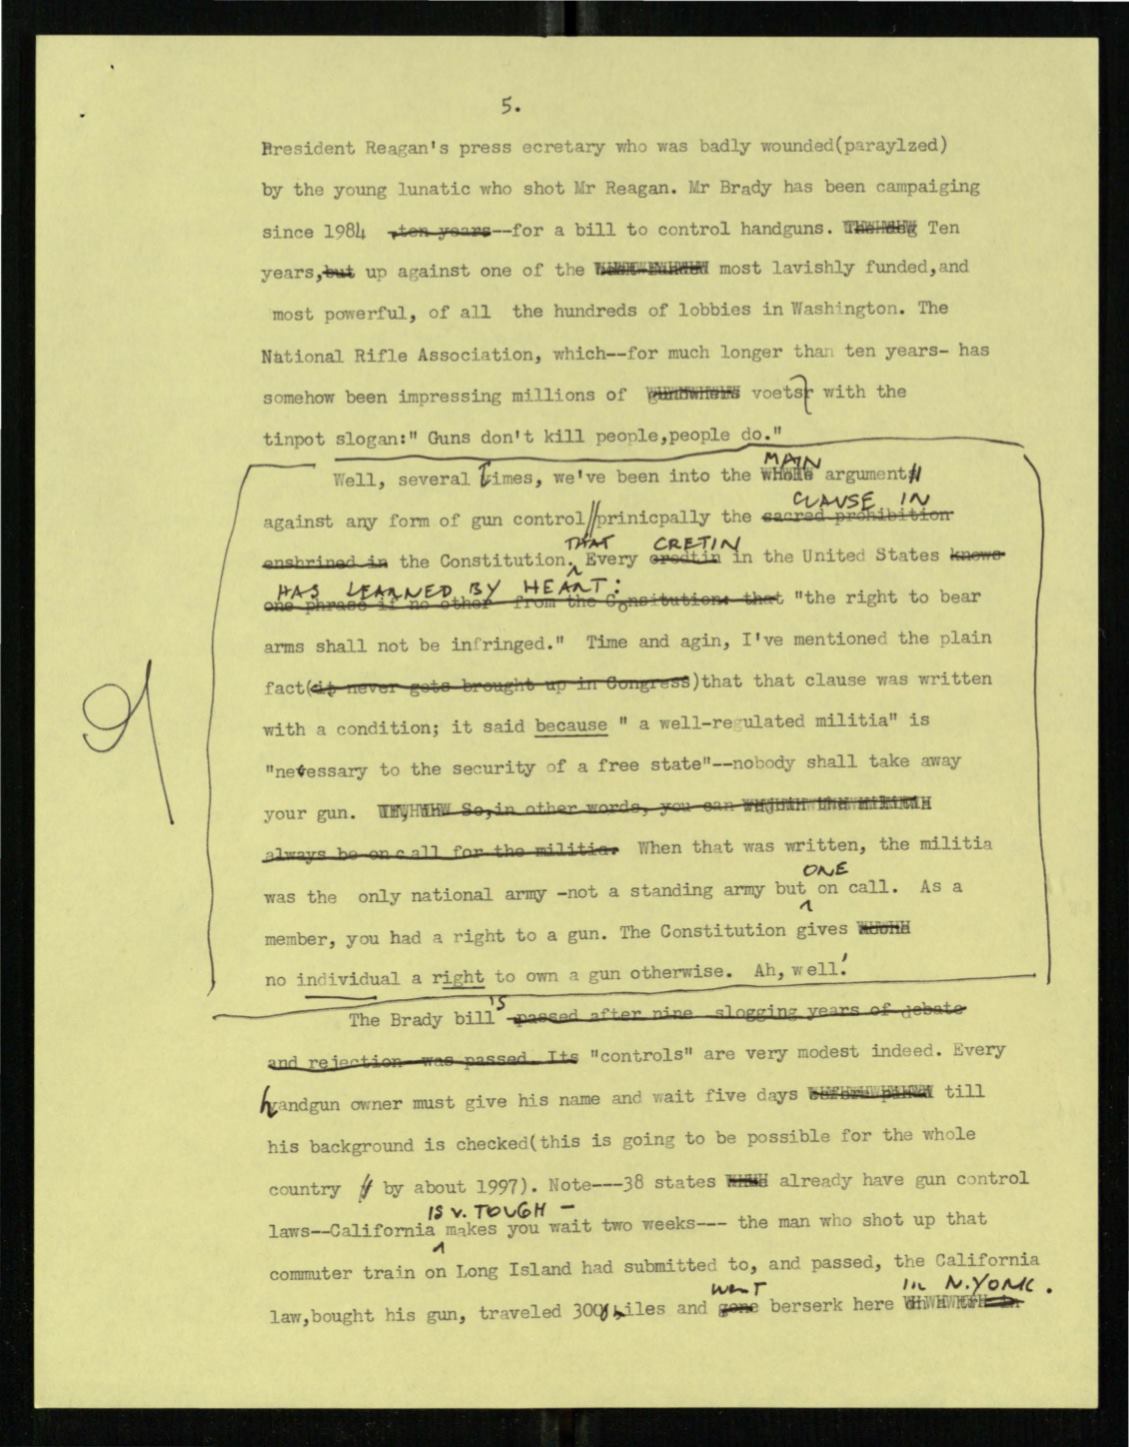 5.
President Reagan's press ecretary who was badly wounded(paraylzed)
by the young lunatic who shot Mr Reagan. Mr Brady has been campaiging
since 1984 ,ten years--for a bill to control handguns. Ten
years,but up against one of the most lavishly funded,and
most powerful, of all the hundreds of lobbies in Washington. The
National Rifle Association, which--for much longer than ten years- has
somehow been impressing millions of voetsr with the
tinpot slogan:" Guns don't kill people,people do."
MAIN
Well, several times, we've been into the whole argument
CLAUSE IN
against any form of gun control prinicpally the sacred prohibition
THAT CRETIN
enshrined in the Constitution. Every credtin in the United States knows
HAS LEARNED BY HEART:
one phrase if no other from the Consitution: that "the right to bear
arms shall not be infringed." Time and agin, I've mentioned the plain
fact(it never gets brought up in Congress)that that clause was written
with a condition; it said because " a well-regulated militia" is
"necessary to the security of a free state"--nobody shall take away
your gun. So,in other words, you can
always be on call for the militia. When that was written, the militia
ONE
was the only national army -not a standing army but on call. As a
member, you had a right to a gun. The Constitution gives
no individual a right to own a gun otherwise. Ah, well!
'S
The Brady bill passed after nine slogging years of debate
and rejection was passed. Its "controls" are very modest indeed. Every
handgun owner must give his name and wait five days till
his background is checked(this is going to be possible for the whole
country by about 1997). Note---38 states already have gun control
IS V. TOUGH -
laws--California makes you wait two weeks--- the man who shot up that
commuter train on Long Island had submitted to, and passed, the California
went in N.YORK.
law,bought his gun, traveled 3000 miles and gone berserk here